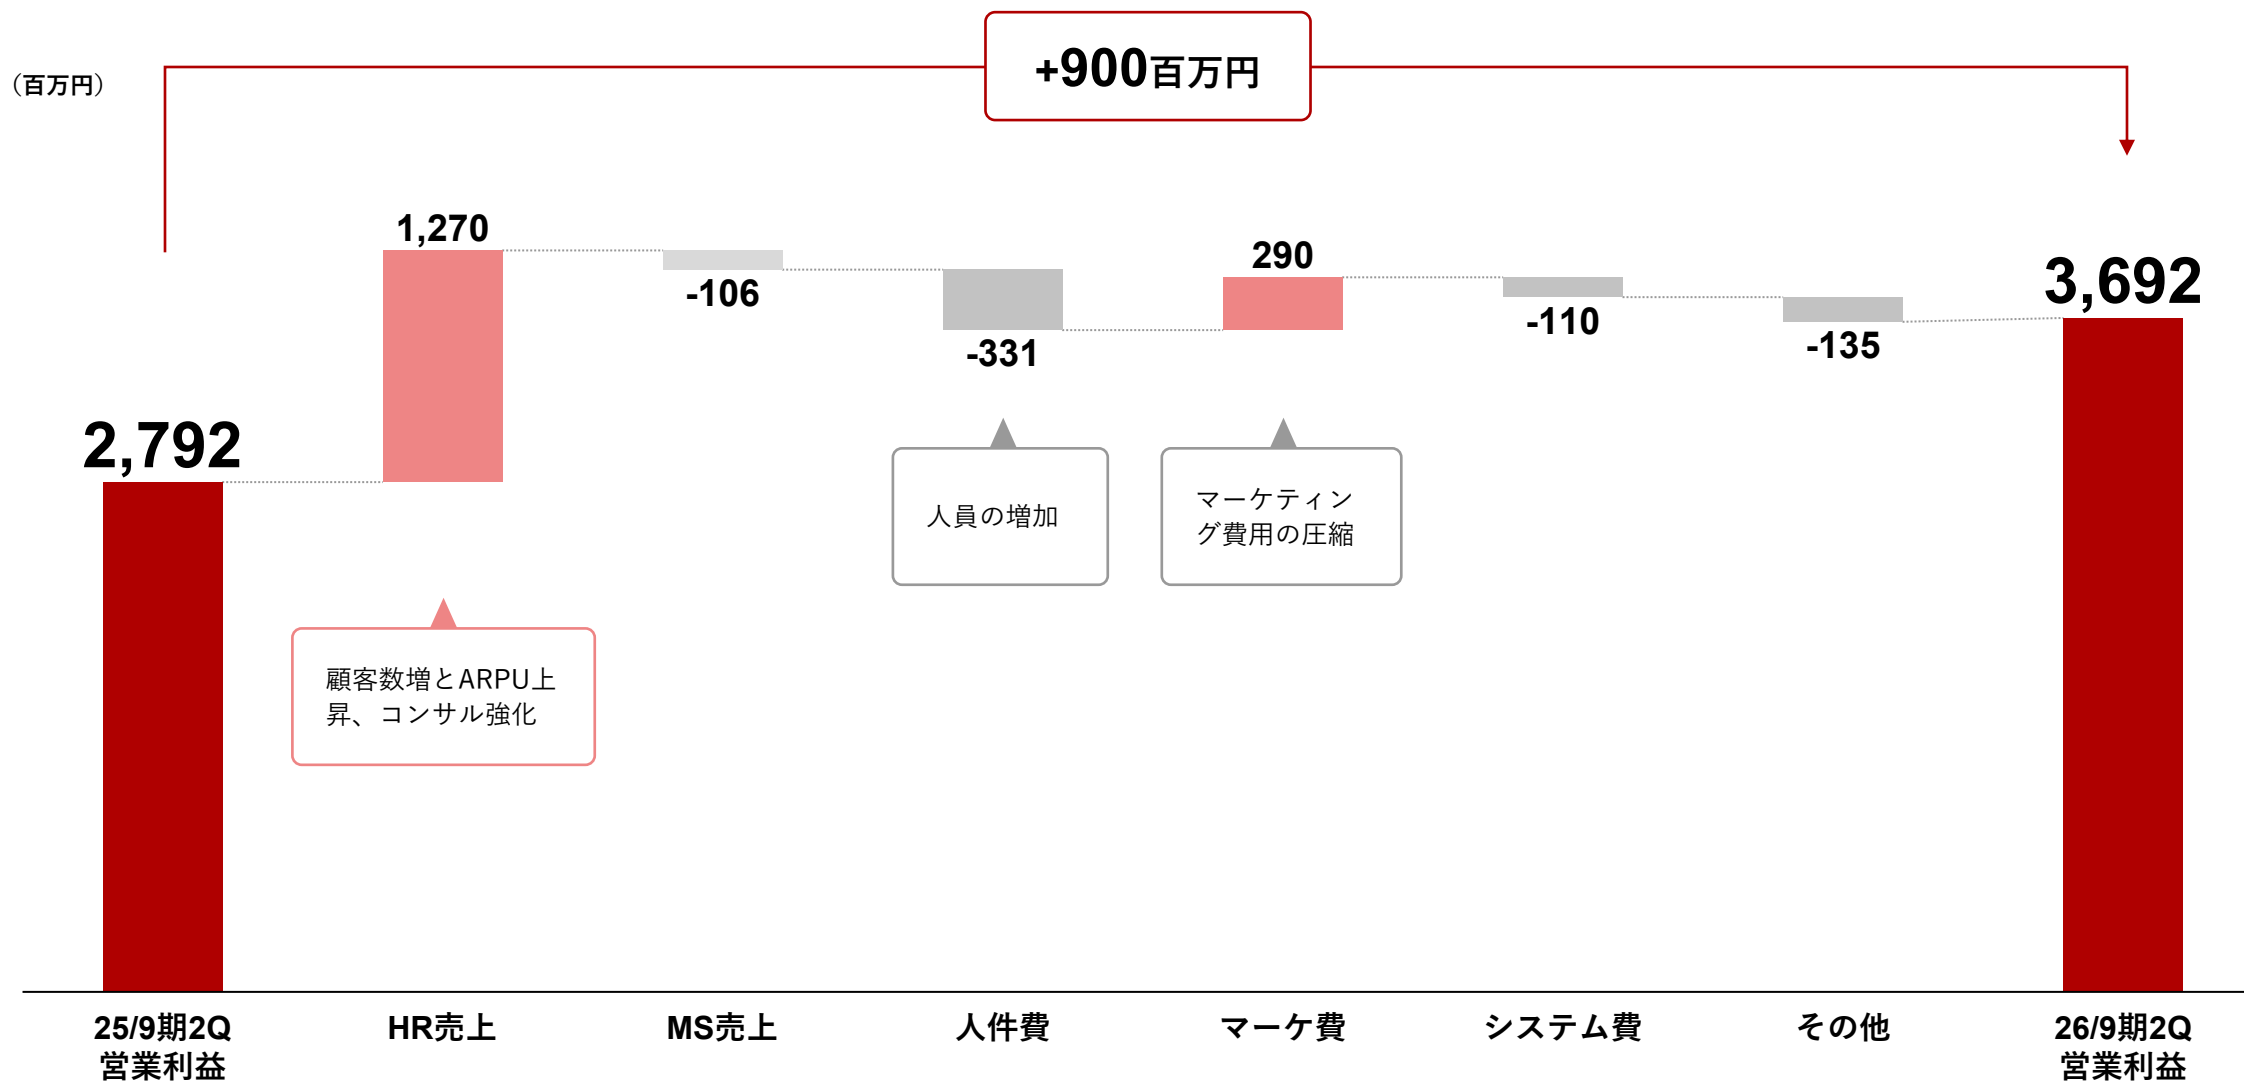 +900百万円
（百万円）
1,270
-106
-331
290
-110
-135
3,692
2,792
人員の増加
マーケティン
グ費用の圧縮
顧客数増とARPU上
昇、コンサル強化
25/9期2Q
営業利益
HR売上
MS売上
人件費
マーケ費
システム費
その他
26/9期2Q
営業利益